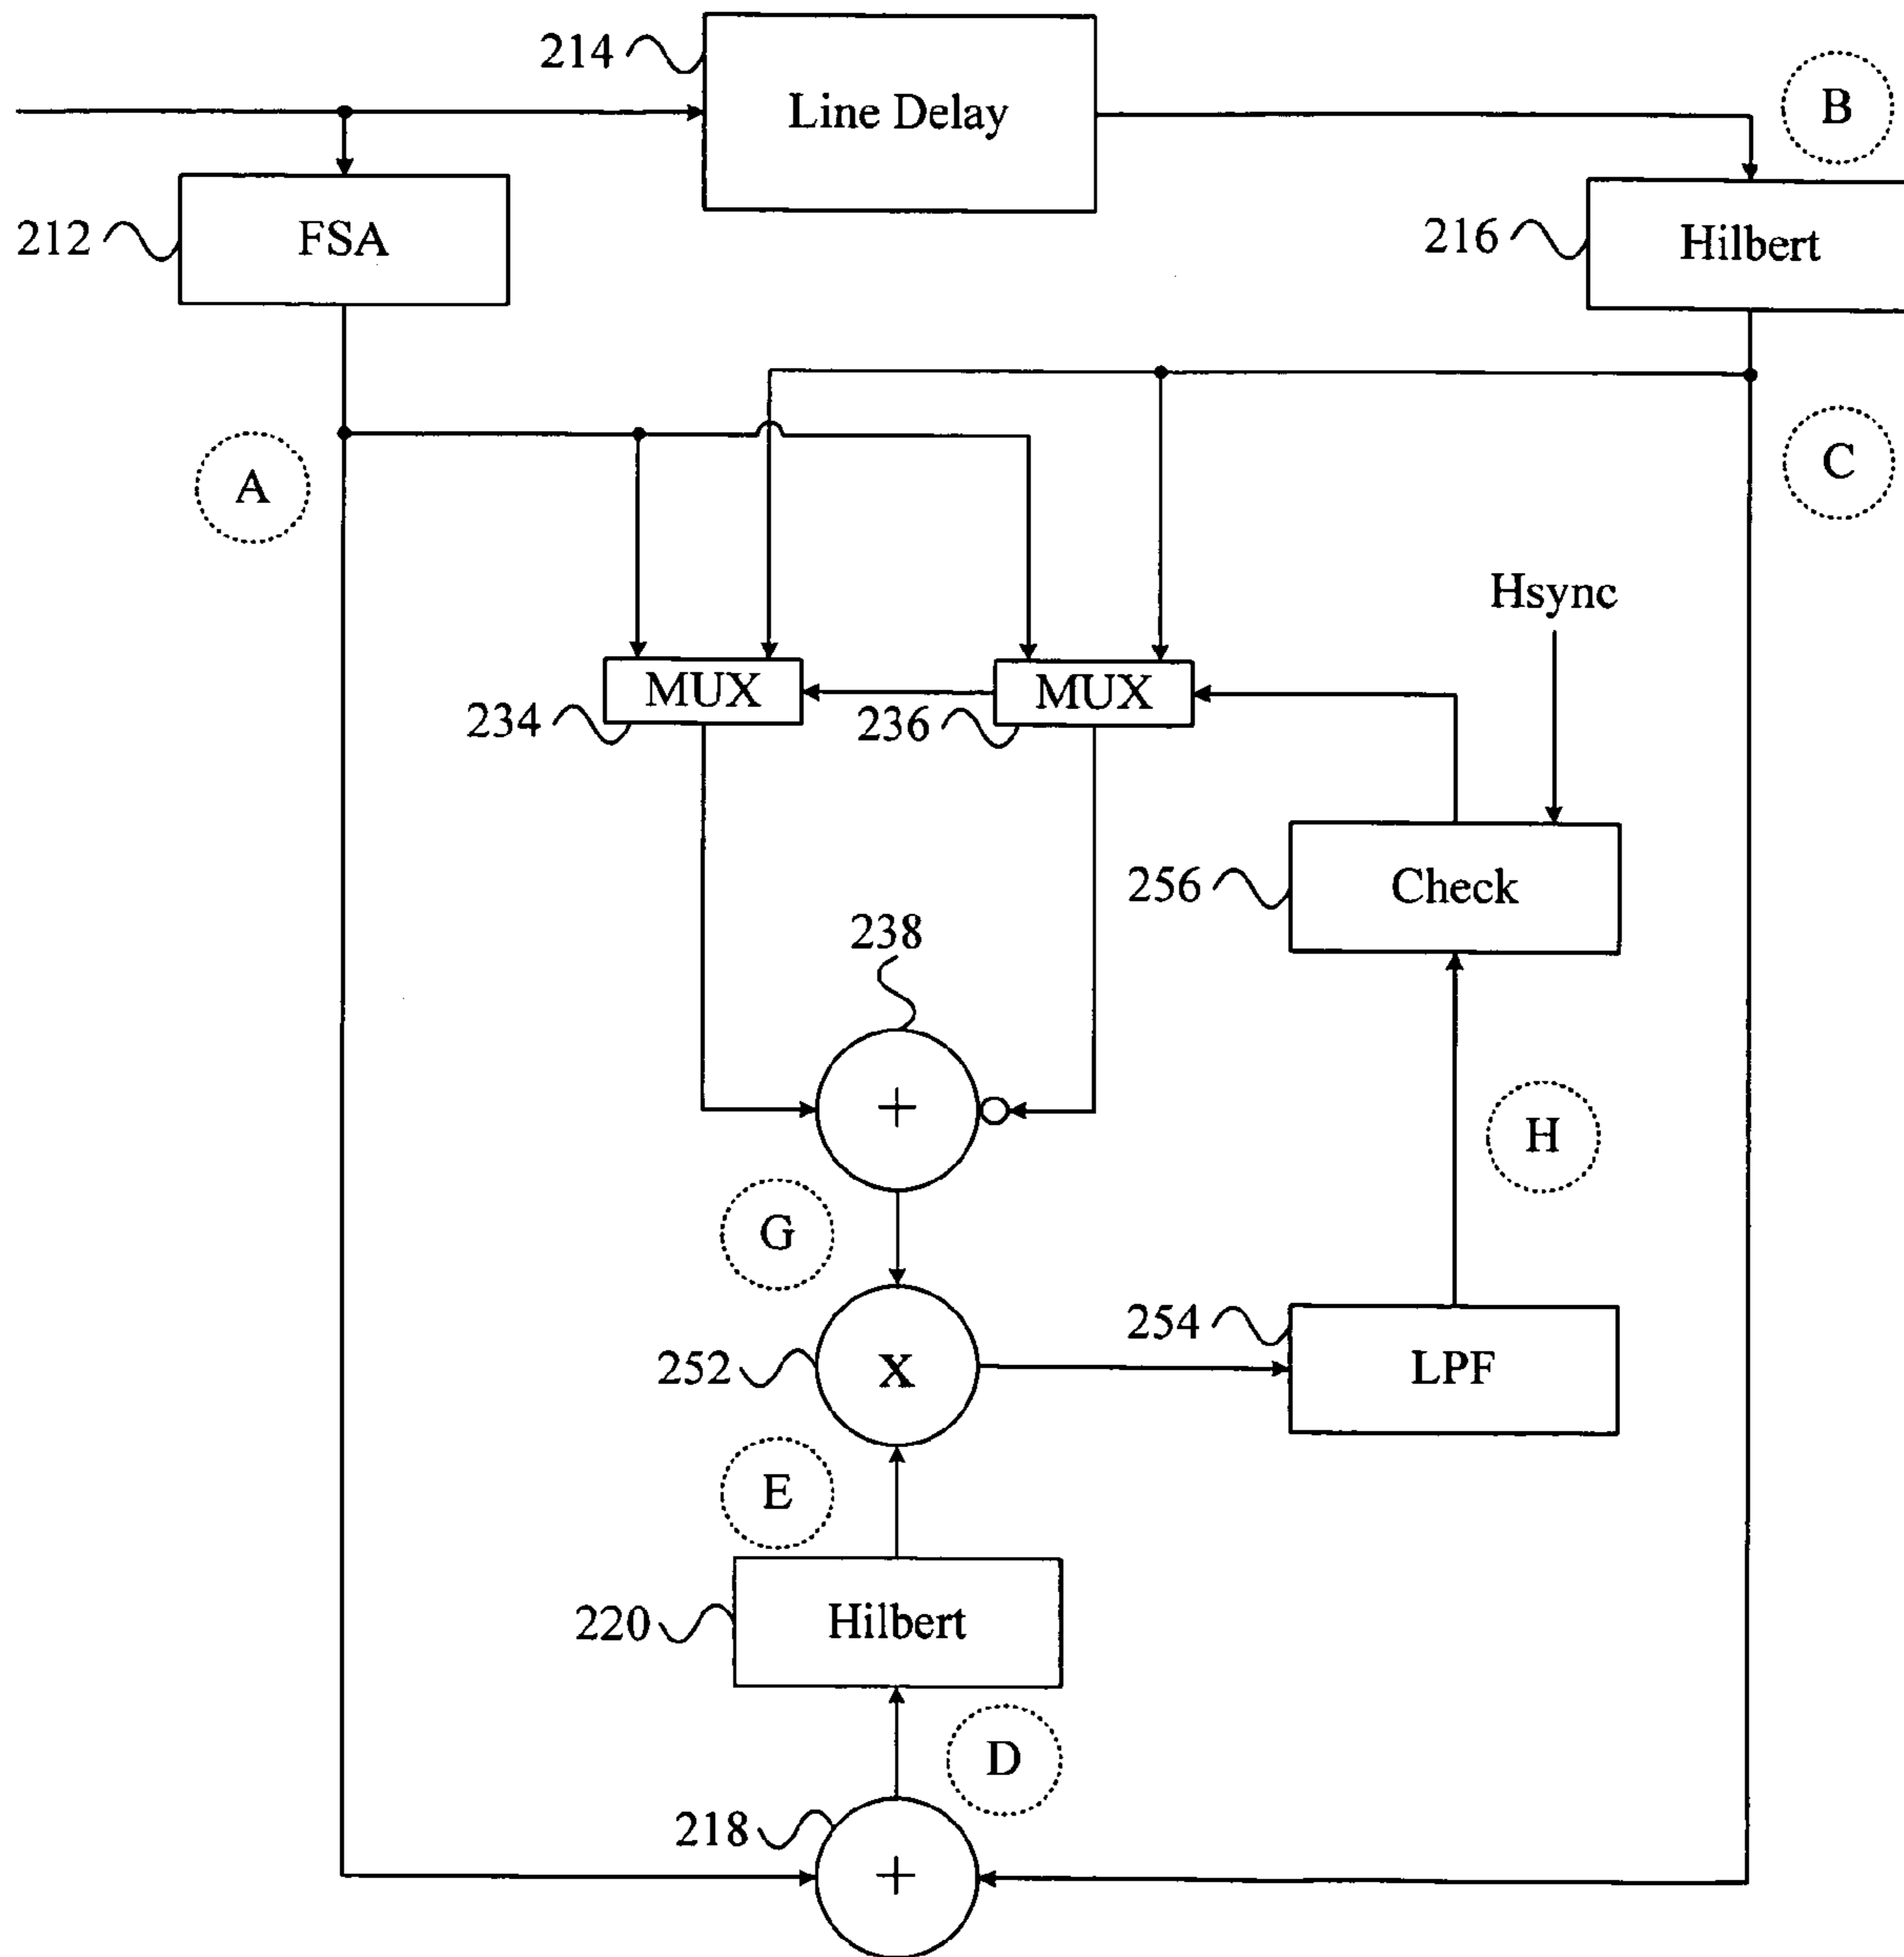 214
Line Delay
B
212
FSA
216
Hilbert
A
C
Hsync
MUX
MUX
234
236
256
Check
238
+
H
G
254
LPF
252
X
E
220
Hilbert
D
218
+